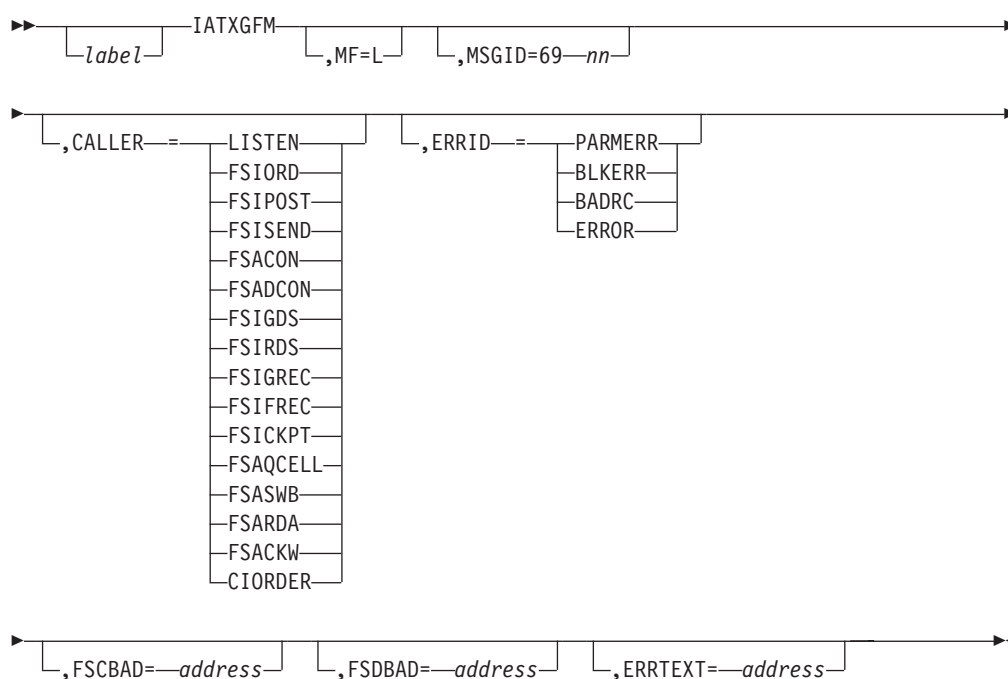 IATXGFM
label ,MF=L ,MSGID=69 nn
,CALLER = LISTEN ,ERRID = PARMERR
FSIORD BLKERR
FSIPOST BADRC
FSISEND ERROR
FSACON
FSADCON
FSIGDS
FSIRDS
FSIGREC
FSIFREC
FSICKPT
FSAQCELL
FSASWB
FSARDA
FSACKW
CIORDER
,FSCBAD= address ,FSDBAD= address ,ERRTEXT= address